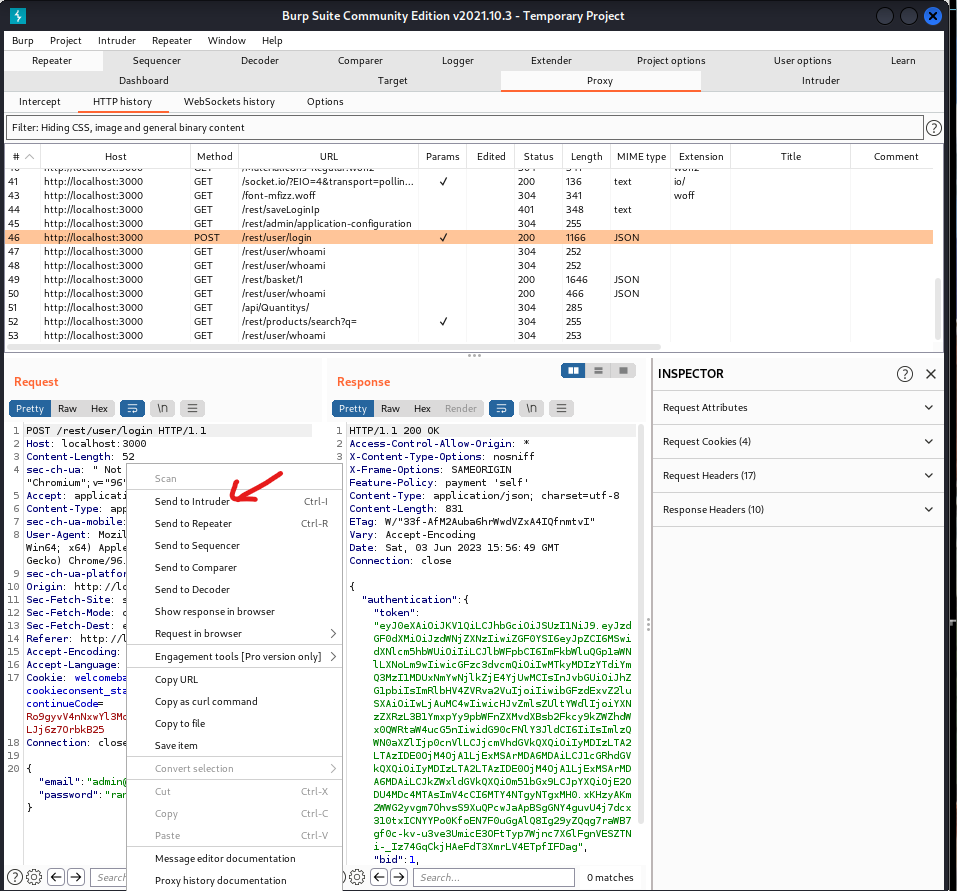 Burp Suite Community Edition v2021.10.3 - Temporary Project
Burp Project Intruder Repeater Window Help
Repeater Sequencer Decoder Comparer Logger Extender Project options User options Learn
Dashboard Target Proxy Intruder
Intercept HTTP history WebSockets history Options
Filter: Hiding CSS, image and general binary content
# Host Method URL Params Edited Status Length MIME type Extension Title Comment
41 http://localhost:3000 GET /socket.io/?EIO=4&transport=pollin... ✓ 200 136 text io/
43 http://localhost:3000 GET /font-mfizz.woff 304 341 woff
44 http://localhost:3000 GET /rest/saveLoginIp 401 348 text
45 http://localhost:3000 GET /rest/admin/application-configuration 304 255
46 http://localhost:3000 POST /rest/user/login ✓ 200 1166 JSON
47 http://localhost:3000 GET /rest/user/whoami 304 252
48 http://localhost:3000 GET /rest/user/whoami 304 252
49 http://localhost:3000 GET /rest/basket/1 200 1646 JSON
50 http://localhost:3000 GET /rest/user/whoami 200 466 JSON
51 http://localhost:3000 GET /api/Quantitys/ 304 285
52 http://localhost:3000 GET /rest/products/search?q= ✓ 304 255
53 http://localhost:3000 GET /rest/user/whoami 304 253
Request
Pretty Raw Hex \n
1 POST /rest/user/login HTTP/1.1
2 Host: localhost:3000
3 Content-Length: 52
4 sec-ch-ua: " Not
"Chromium";v="96"
5 Accept: applicatio
6 Content-Type: app
7 sec-ch-ua-mobile:
8 User-Agent: Mozil
Win64; x64) Apple
Gecko) Chrome/96.
9 sec-ch-ua-platfor
10 Origin: http://lo
11 Sec-Fetch-Site: s
12 Sec-Fetch-Mode: c
13 Sec-Fetch-Dest: e
14 Referer: http://l
15 Accept-Encoding:
16 Accept-Language:
17 Cookie: welcomeba
cookieconsent_sta
continueCode=
Ro9gyvV4nNxwYl3Mo
LJj6z7OrbkB25
18 Connection: close
19
20 {
"email":"admin@
"password":"ran
}
Scan
Send to Intruder Ctrl-I
Send to Repeater Ctrl-R
Send to Sequencer
Send to Comparer
Send to Decoder
Show response in browser
Request in browser
Engagement tools [Pro version only]
Copy URL
Copy as curl command
Copy to file
Save item
Convert selection
Cut Ctrl-X
Copy Ctrl-C
Paste Ctrl-V
Message editor documentation
Proxy history documentation
Response
Pretty Raw Hex Render \n
1 HTTP/1.1 200 OK
2 Access-Control-Allow-Origin: *
3 X-Content-Type-Options: nosniff
4 X-Frame-Options: SAMEORIGIN
Feature-Policy: payment 'self'
Content-Type: application/json; charset=utf-8
Content-Length: 831
ETag: W/"33f-AfM2Auba6hrWwdVZxA4IQfnmtvI"
Vary: Accept-Encoding
Date: Sat, 03 Jun 2023 15:56:49 GMT
Connection: close
{
"authentication":{
"token":
"bid":1,
Search...
0 matches
INSPECTOR
Request Attributes
Request Cookies (4)
Request Headers (17)
Response Headers (10)